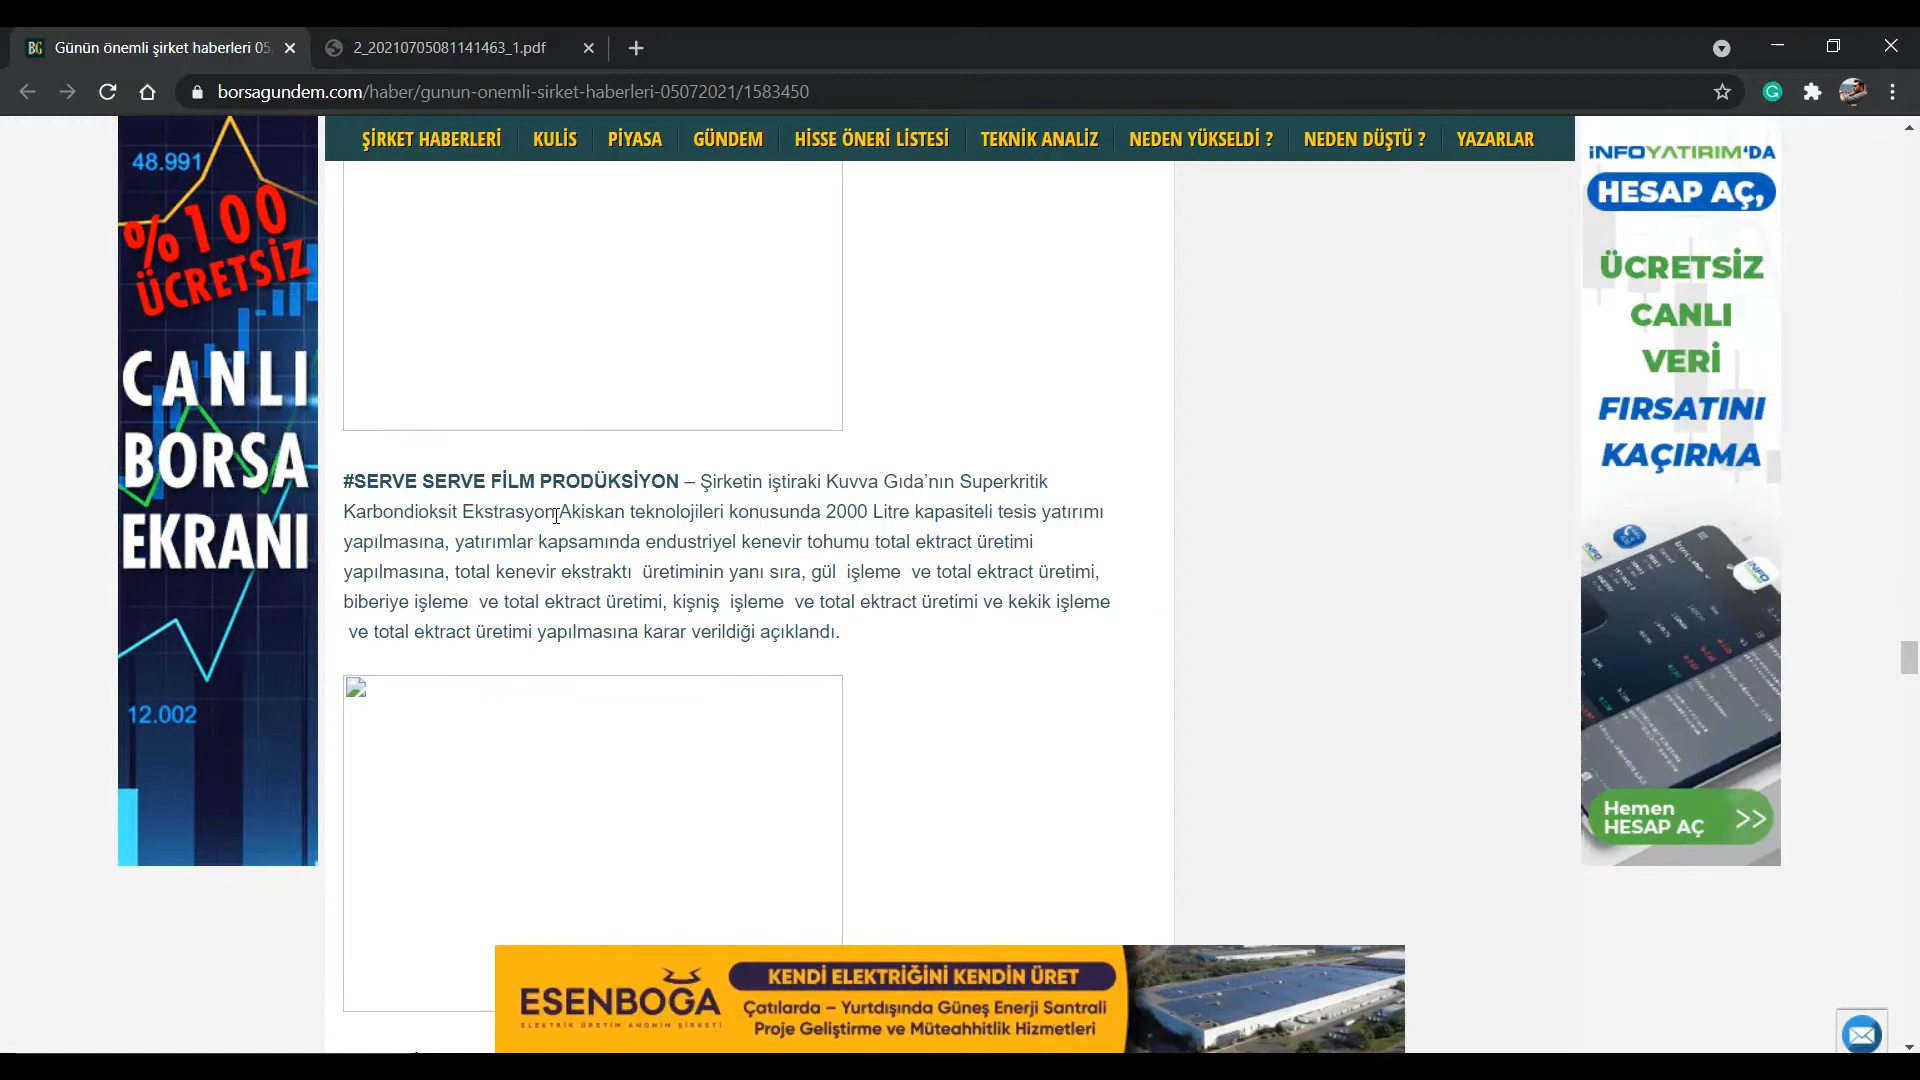 BG Günün önemli şirket haberleri 05
2_20210705081141463_1.pdf
borsagundem.com/haber/gunun-onemli-sirket-haberleri-05072021/1583450
ŞİRKET HABERLERİ
KULİS
PİYASA
GÜNDEM
HİSSE ÖNERİ LİSTESİ
TEKNİK ANALİZ
NEDEN YÜKSELDİ ?
NEDEN DÜŞTÜ ?
YAZARLAR
48.991
%100
ÜCRETSİZ
CANLI
BORSA
EKRANI
12.002
#SERVE SERVE FİLM PRODÜKSİYON – Şirketin iştiraki Kuvva Gıda’nın Superkritik
Karbondioksit Ekstrasyon Akiskan teknolojileri konusunda 2000 Litre kapasiteli tesis yatırımı
yapılmasına, yatırımlar kapsamında endustriyel kenevir tohumu total ektract üretimi
yapılmasına, total kenevir ekstraktı  üretiminin yanı sıra, gül  işleme  ve total ektract üretimi,
biberiye işleme  ve total ektract üretimi, kişniş  işleme  ve total ektract üretimi ve kekik işleme
ve total ektract üretimi yapılmasına karar verildiği açıklandı.
İNFOYATIRIM'DA
HESAP AÇ,
ÜCRETSİZ
CANLI
VERİ
FIRSATINI
KAÇIRMA
Hemen
HESAP AÇ >>
ESENBOĞA
ELEKTRİK ÜRETİM ANONİM ŞİRKETİ
KENDİ ELEKTRİĞİNİ KENDİN ÜRET
Çatılarda – Yurtdışında Güneş Enerji Santrali
Proje Geliştirme ve Müteahhitlik Hizmetleri